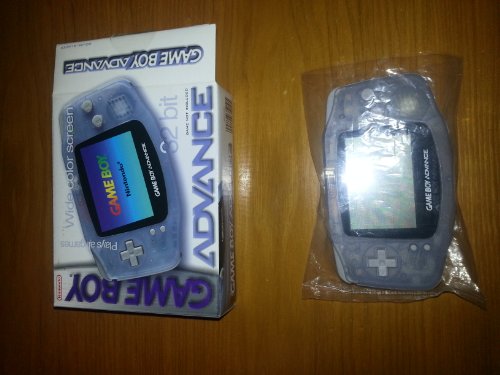 GAME BOY ADVANCE
"Wide color screen"
32 bit
GAME BOY
Nintendo
GAME BOY ADVANCE
Plays all games
GAME BOY
ADVANCE
Nintendo
GAME BOY ADVANCE